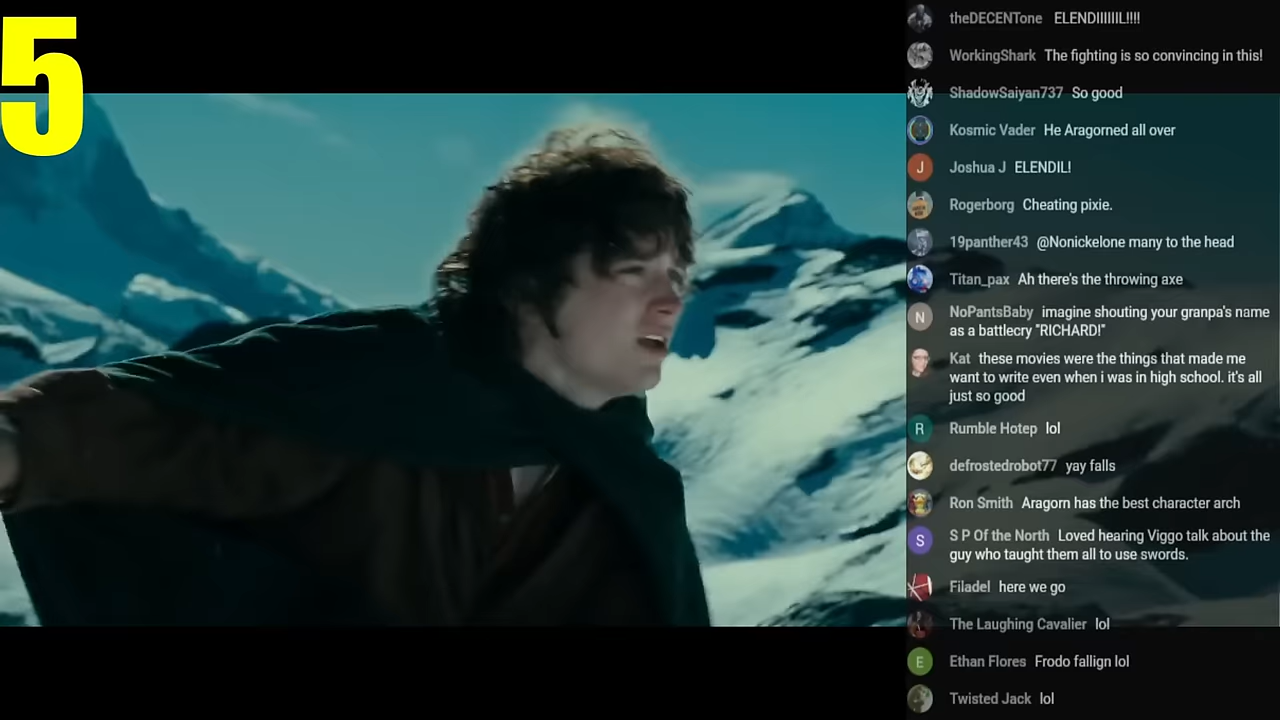 5
theDECENTone ELENDIIIIIIL!!!!
WorkingShark The fighting is so convincing in this!
ShadowSaiyan737 So good
Kosmic Vader He Aragorned all over
J Joshua J ELENDIL!
Rogerborg Cheating pixie.
19panther43 @Nonickelone many to the head
Titan_pax Ah there's the throwing axe
N NoPantsBaby imagine shouting your granpa's name
as a battlecry "RICHARD!"
Kat these movies were the things that made me
want to write even when i was in high school. it's all
just so good
R Rumble Hotep lol
defrostedrobot77 yay falls
Ron Smith Aragorn has the best character arch
S S P Of the North Loved hearing Viggo talk about the
guy who taught them all to use swords.
Filadel here we go
The Laughing Cavalier lol
E Ethan Flores Frodo fallign lol
Twisted Jack lol